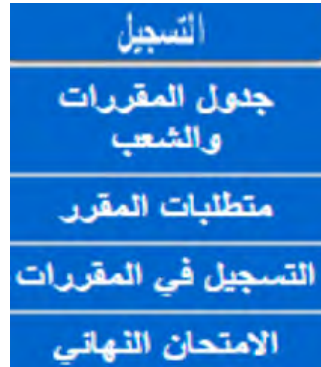 التسجيل
جدول المقررات
والشعب
متطلبات المقرر
التسجيل في المقررات
الامتحان النهائي